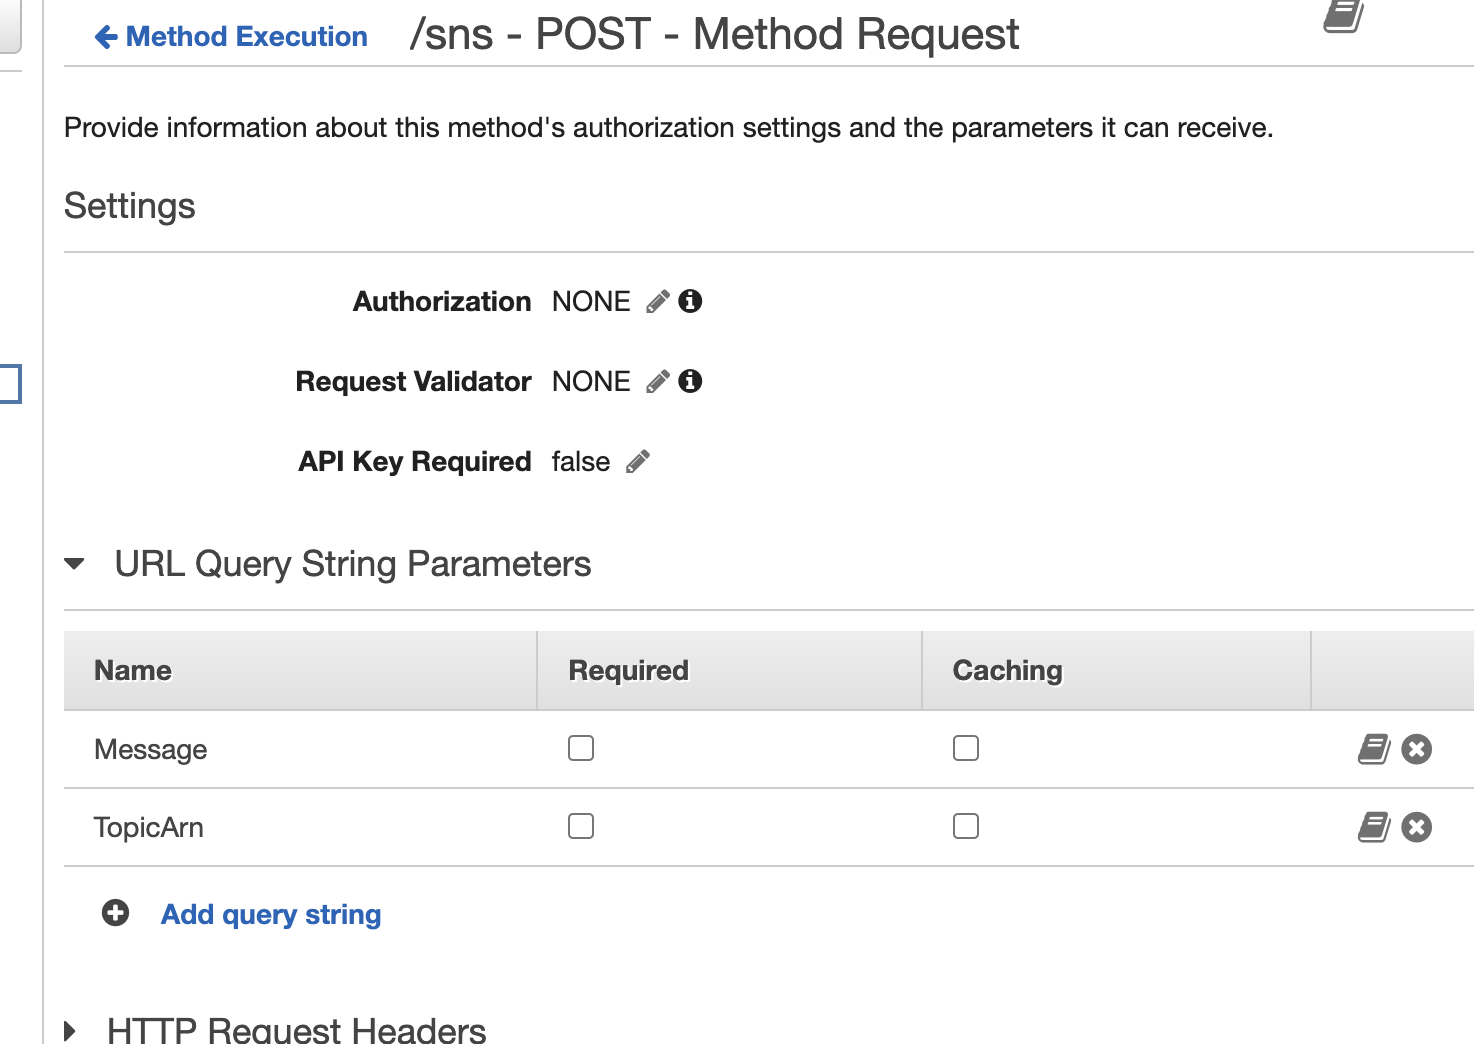 Method Execution /sns - POST - Method Request
Provide information about this method's authorization settings and the parameters it can receive.
Settings
Authorization NONE
Request Validator NONE
API Key Required false
URL Query String Parameters
Name Required Caching
Message
TopicArn
Add query string
HTTP Request Headers